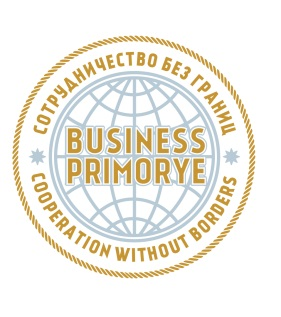 СОТРУДНИЧЕСТВО БЕЗ ГРАНИЦ
BUSINESS
PRIMORYE
COOPERATION WITHOUT BORDERS